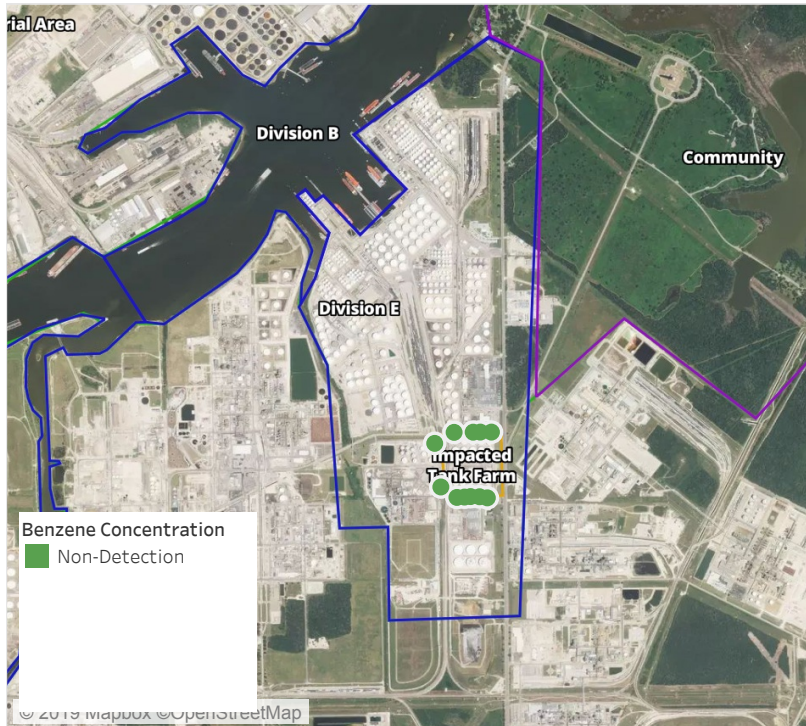 rial Area
Division B
Community
Division E
Impacted
Tank Farm
Benzene Concentration
Non-Detection
© 2019 Mapbox ©OpenStreetMap